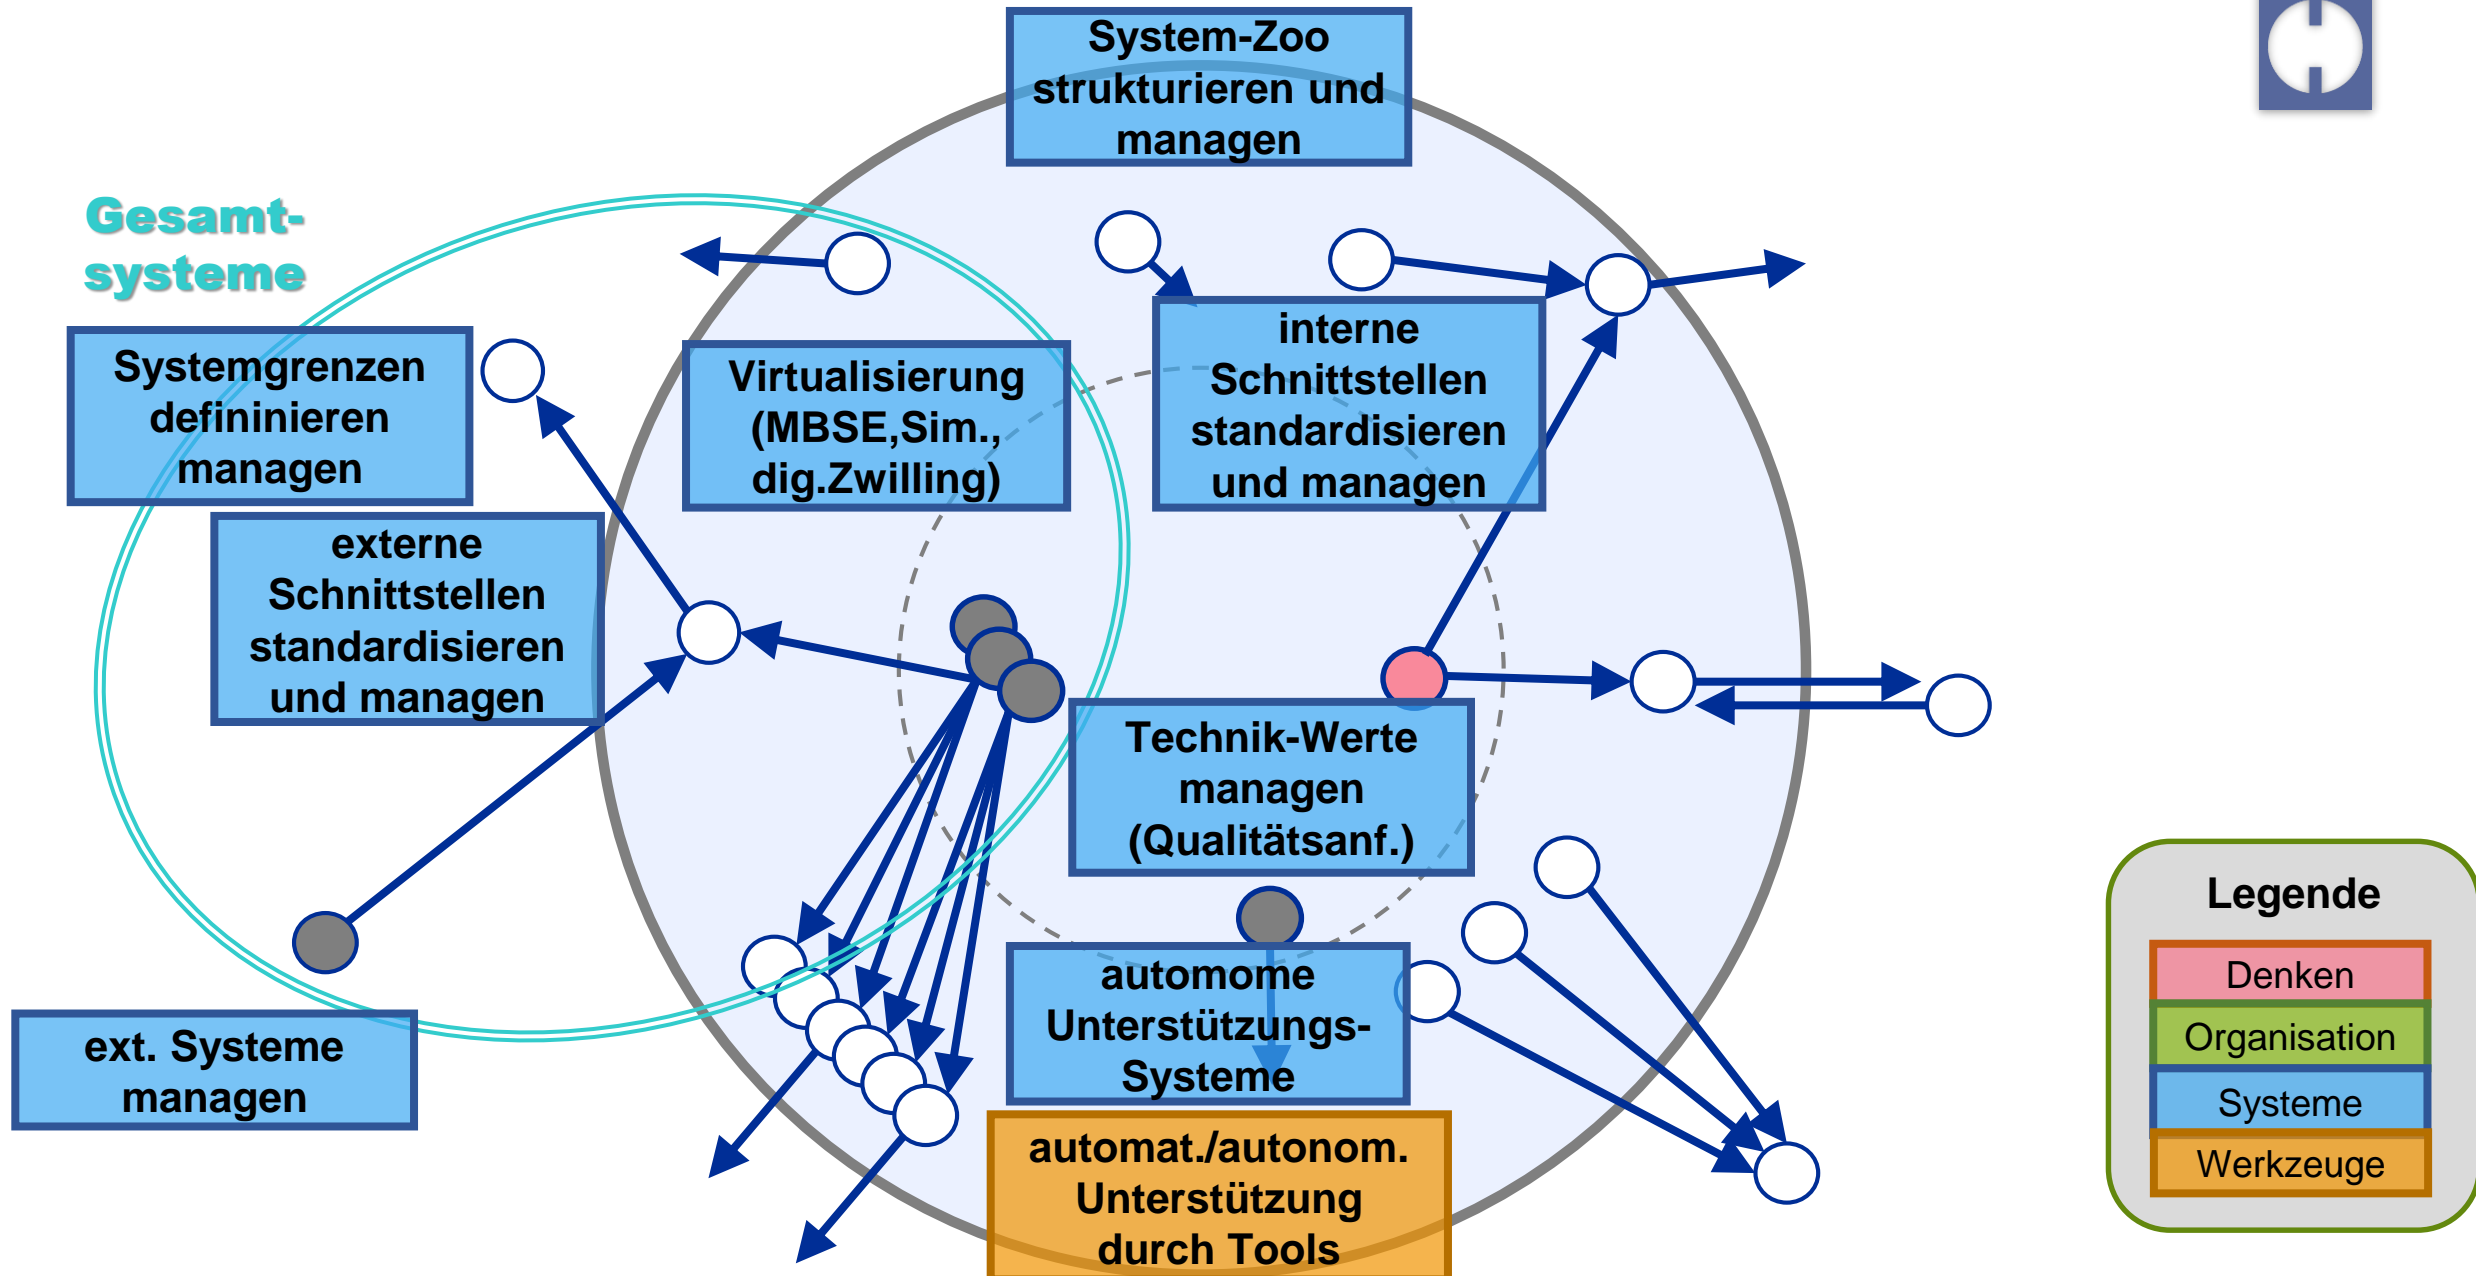 System-Zoo
strukturieren und
managen
Gesamt-
systeme
Systemgrenzen
defininieren
managen
Virtualisierung
(MBSE,Sim.,
dig.Zwilling)
interne
Schnittstellen
standardisieren
und managen
externe
Schnittstellen
standardisieren
und managen
Technik-Werte
managen
(Qualitätsanf.)
automome
Unterstützungs-
Systeme
ext. Systeme
managen
automat./autonom.
Unterstützung
durch Tools
Legende
Denken
Organisation
Systeme
Werkzeuge